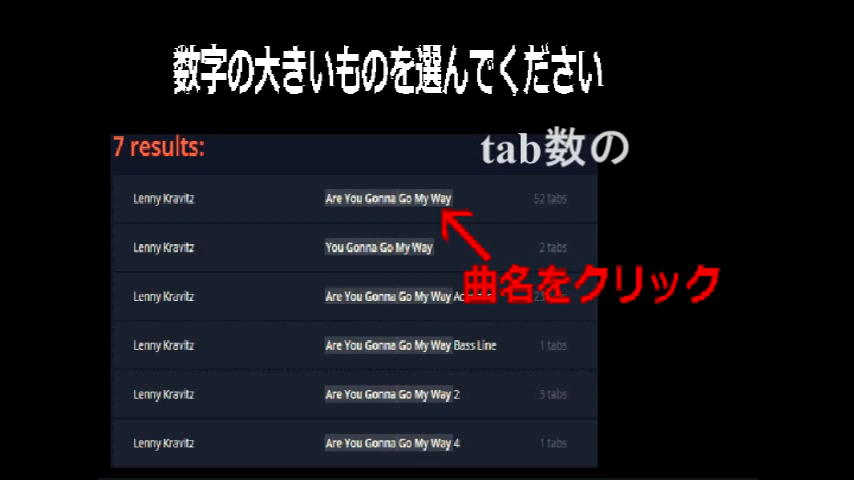 数字の大きいものを選んでください
tab数の
7 results:
Lenny Kravitz Are You Gonna Go My Way 52 tabs
Lenny Kravitz You Gonna Go My Way 2 tabs
曲名をクリック
Lenny Kravitz Are You Gonna Go My Way
Lenny Kravitz Are You Gonna Go My Way Bass Line 1 tabs
Lenny Kravitz Are You Gonna Go My Way 2 3 tabs
Lenny Kravitz Are You Gonna Go My Way 4 1 tabs